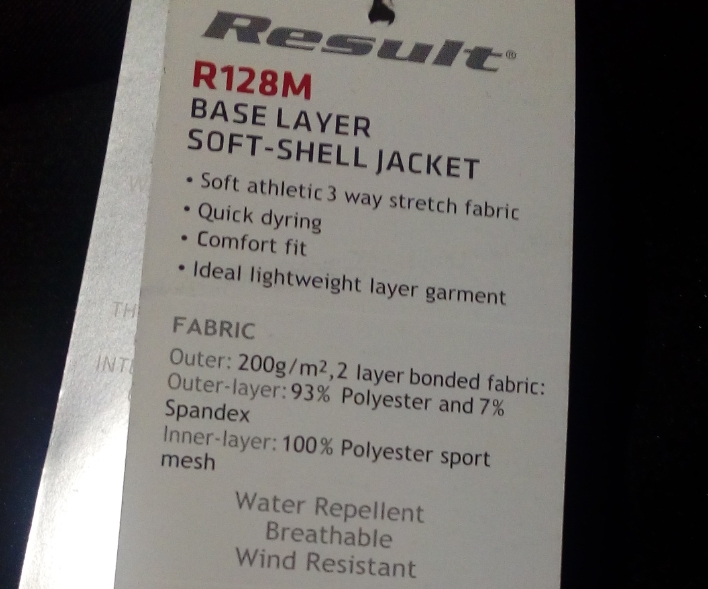 Result®
R128M
BASE LAYER
SOFT-SHELL JACKET
• Soft athletic 3 way stretch fabric
• Quick dyring
• Comfort fit
• Ideal lightweight layer garment
FABRIC
Outer: 200g/m², 2 layer bonded fabric:
Outer-layer: 93% Polyester and 7%
Spandex
Inner-layer: 100% Polyester sport
mesh
Water Repellent
Breathable
Wind Resistant